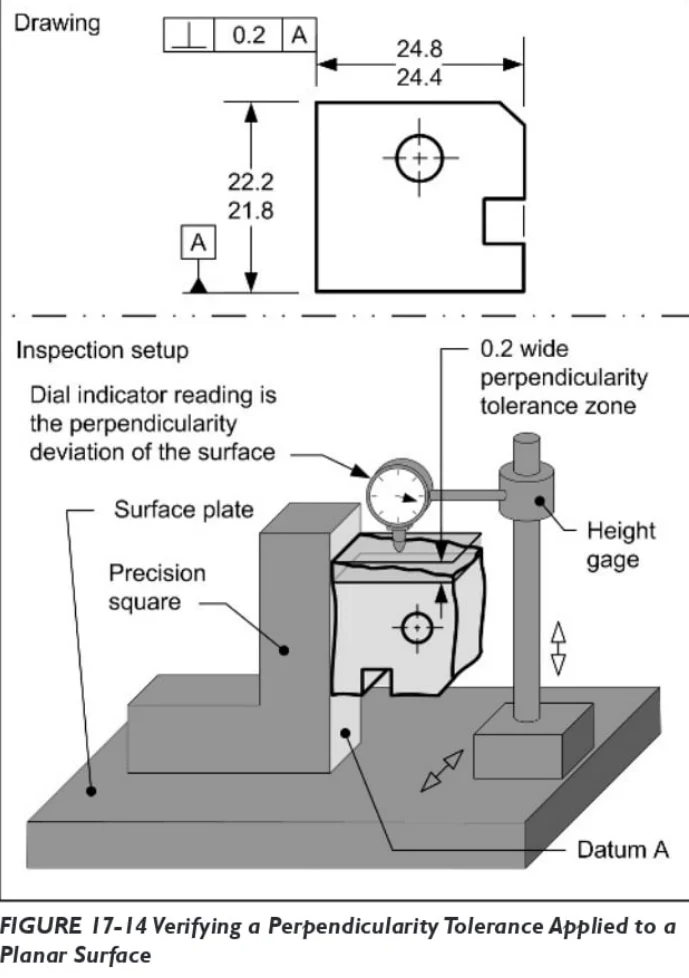 Drawing
⊥ 0.2 A
24.8
24.4
22.2
21.8
A
Inspection setup
0.2 wide
perpendicularity
tolerance zone
Dial indicator reading is
the perpendicularity
deviation of the surface
Surface plate
Height
gage
Precision
square
Datum A
FIGURE 17-14 Verifying a Perpendicularity Tolerance Applied to a
Planar Surface